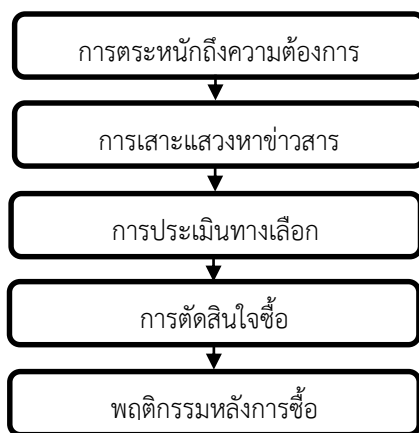 การตระหนักถึงความต้องการ
การเสาะแสวงหาข่าวสาร
การประเมินทางเลือก
การตัดสินใจซื้อ
พฤติกรรมหลังการซื้อ